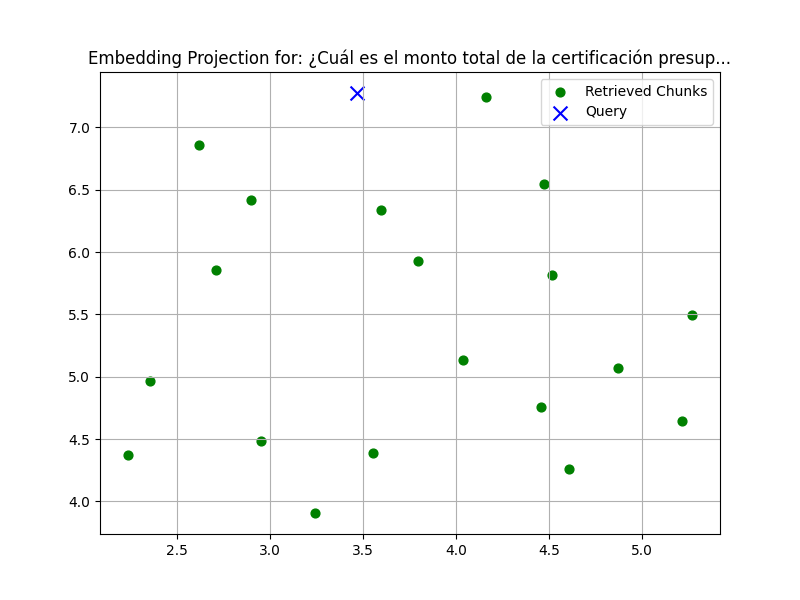 Embedding Projection for: ¿Cuál es el monto total de la certificación presup...
Retrieved Chunks
Query
7.0
6.5
6.0
5.5
5.0
4.5
4.0
2.5 3.0 3.5 4.0 4.5 5.0